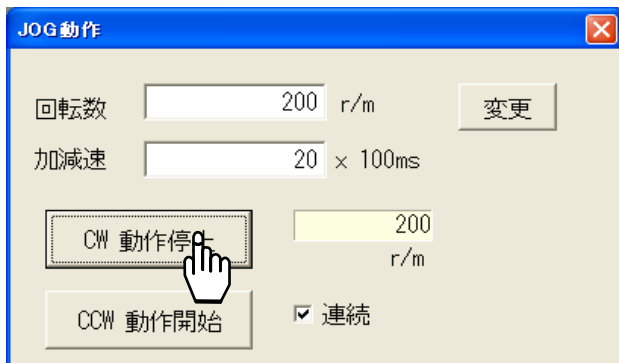 JOG動作
回転数 200 r/m 変更
加減速 20 x 100ms
CW 動作停止 200
r/m
CCW 動作開始 連続